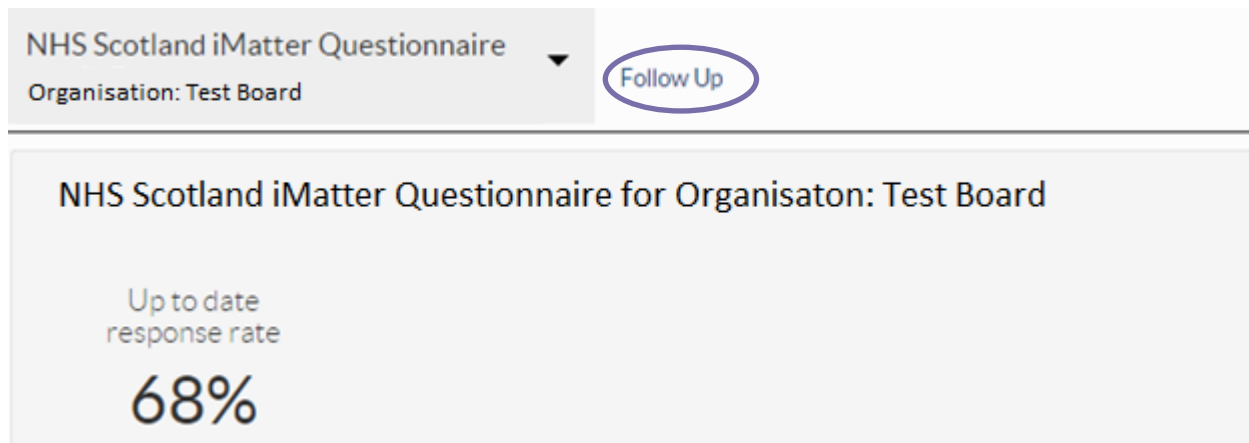 NHS Scotland iMatter Questionnaire
Organisation: Test Board
Follow Up
NHS Scotland iMatter Questionnaire for Organisaton: Test Board
Up to date
response rate
68%